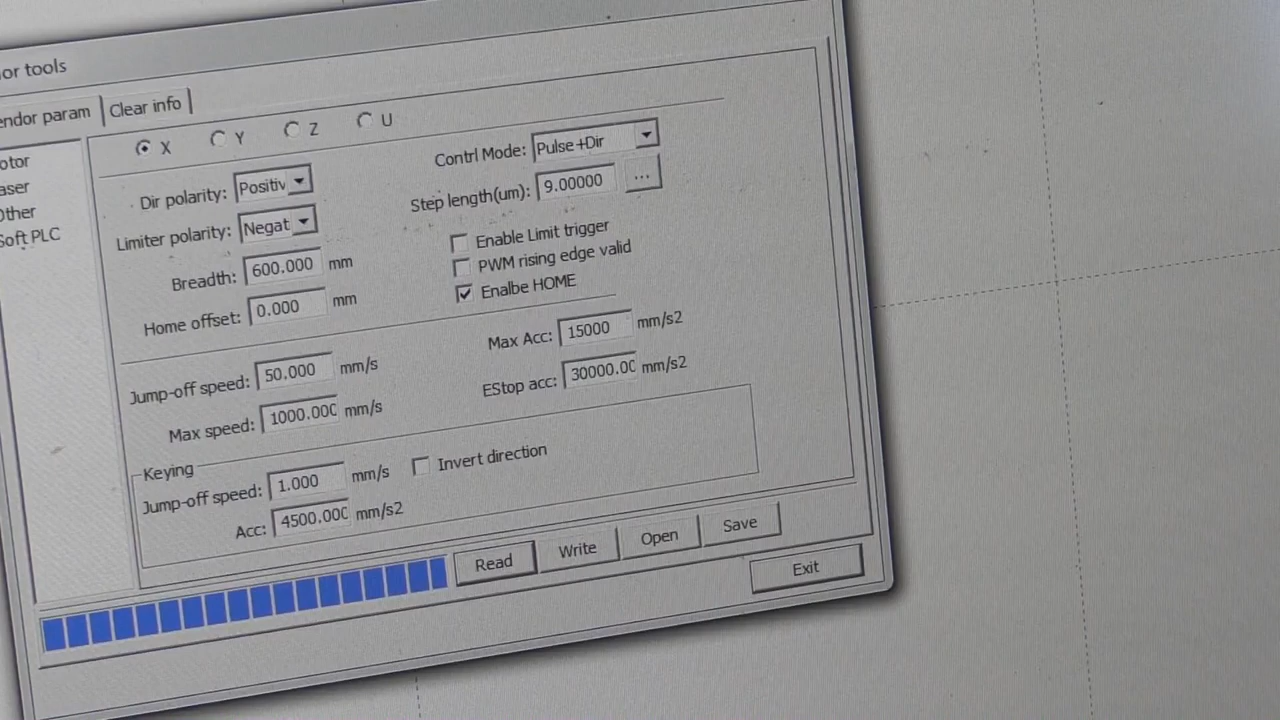 or tools
endor param Clear info
otor
aser
Other
Soft PLC
X Y Z U
Dir polarity: Positiv
Limiter polarity: Negat
Breadth: 600.000 mm
Home offset: 0.000 mm
Contrl Mode: Pulse+Dir
Step length(um): 9.00000 ...
Enable Limit trigger
PWM rising edge valid
Enalbe HOME
Jump-off speed: 50.000 mm/s
Max speed: 1000.000 mm/s
Max Acc: 15000 mm/s2
EStop acc: 30000.00 mm/s2
Keying
Jump-off speed: 1.000 mm/s
Invert direction
Acc: 4500.000 mm/s2
Read Write Open Save
Exit